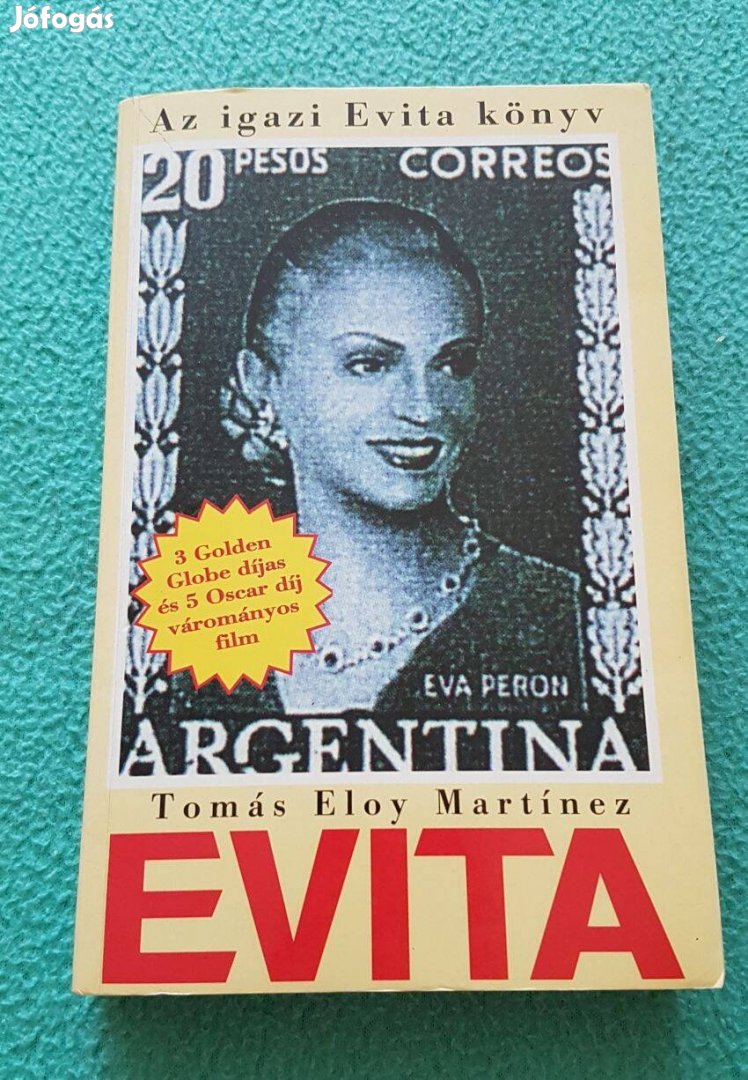 Jófogás
Az igazi Evita könyv
20 PESOS CORREOS
3 Golden
Globe díjas
és 5 Oscar díj
várományos
film
EVA PERON
ARGENTINA
Tomás Eloy Martínez
EVITA